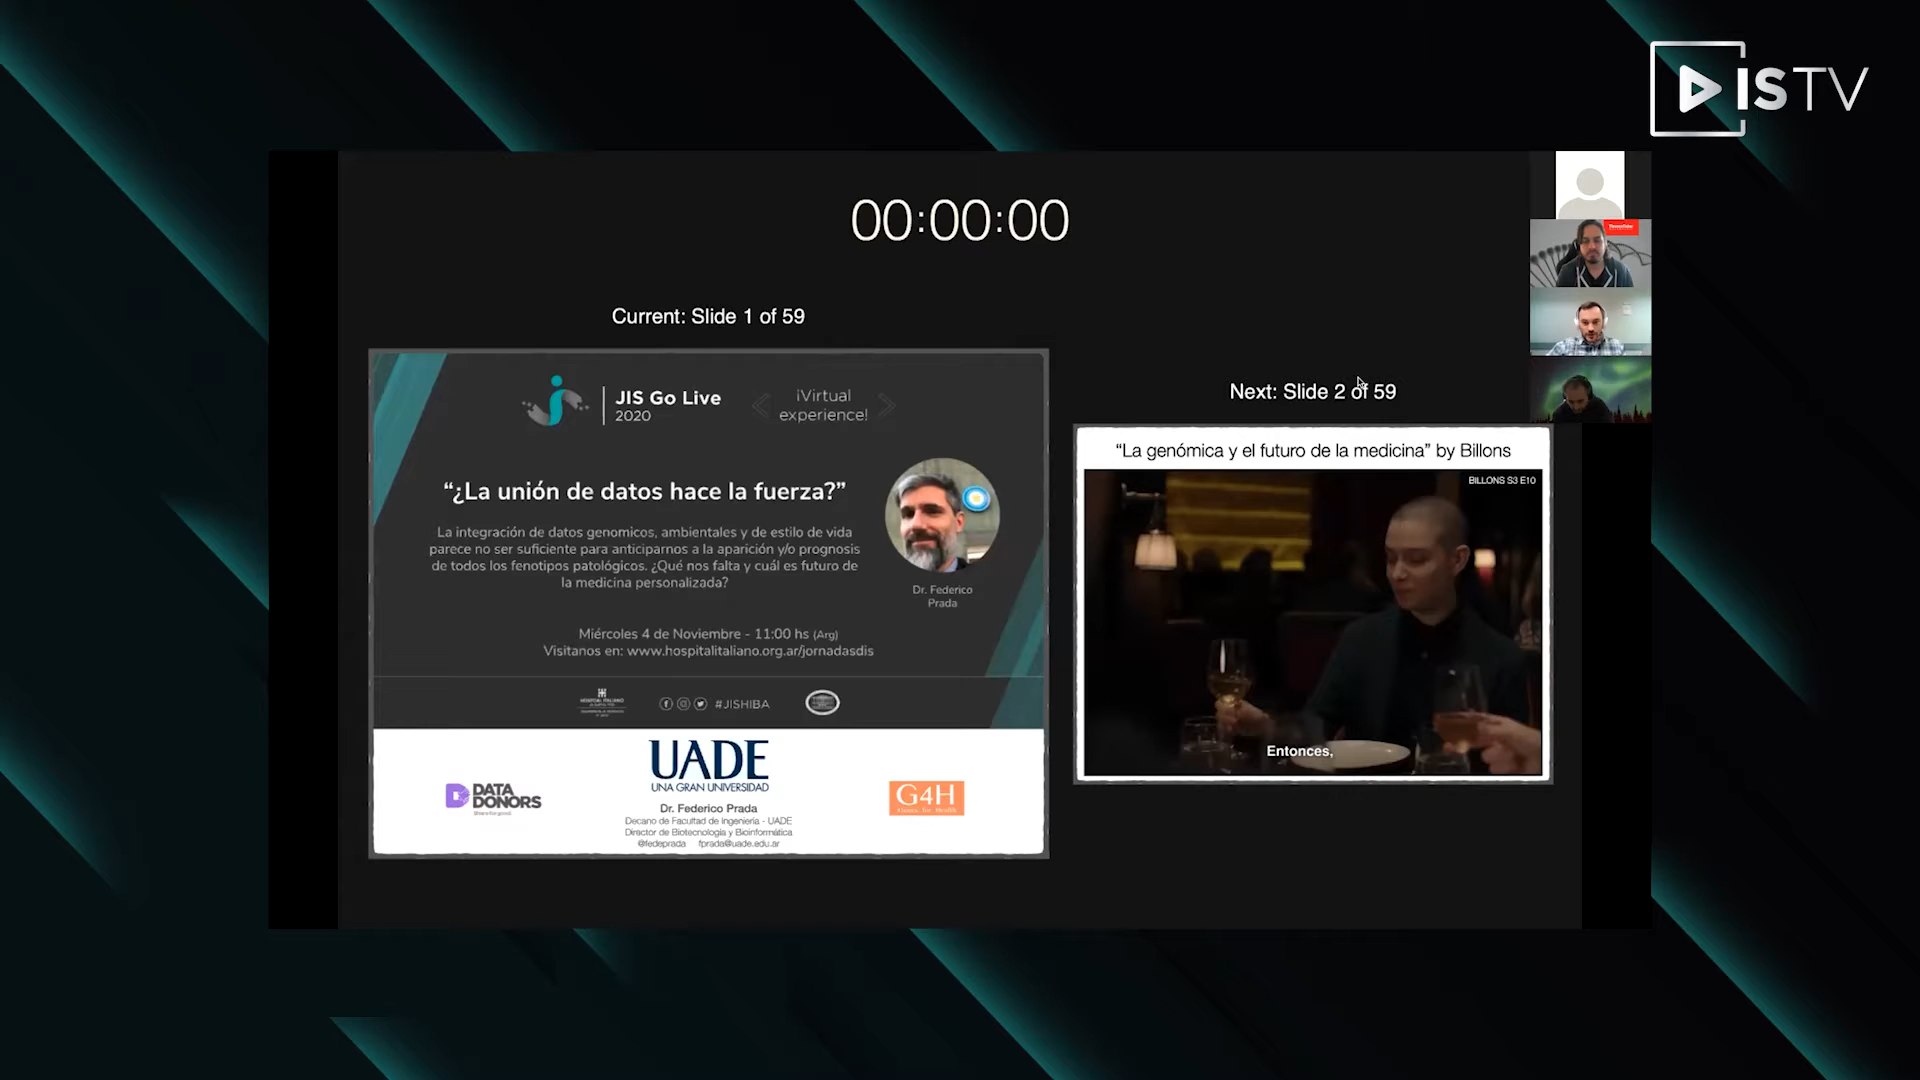 ISTV
00:00:00
Current: Slide 1 of 59
JIS Go Live
2020
¡Virtual
experience!
“¿La unión de datos hace la fuerza?”
La integración de datos genomicos, ambientales y de estilo de vida
parece no ser suficiente para anticiparnos a la aparición y/o prognosis
de todos los fenotipos patológicos. ¿Qué nos falta y cuál es futuro de
la medicina personalizada?
Dr. Federico
Prada
Miércoles 4 de Noviembre - 11:00 hs (Arg)
Visitanos en: www.hospitalitaliano.org.ar/jornadasdis
#JISHIBA
DATA
DONORS
UADE
UNA GRAN UNIVERSIDAD
Dr. Federico Prada
Decano de Facultad de Ingeniería - UADE
Director de Biotecnología y Bioinformática
@fedeprada fprada@uade.edu.ar
G4H
Next: Slide 2 of 59
“La genómica y el futuro de la medicina” by Billons
BILLONS S3 E10
Entonces,